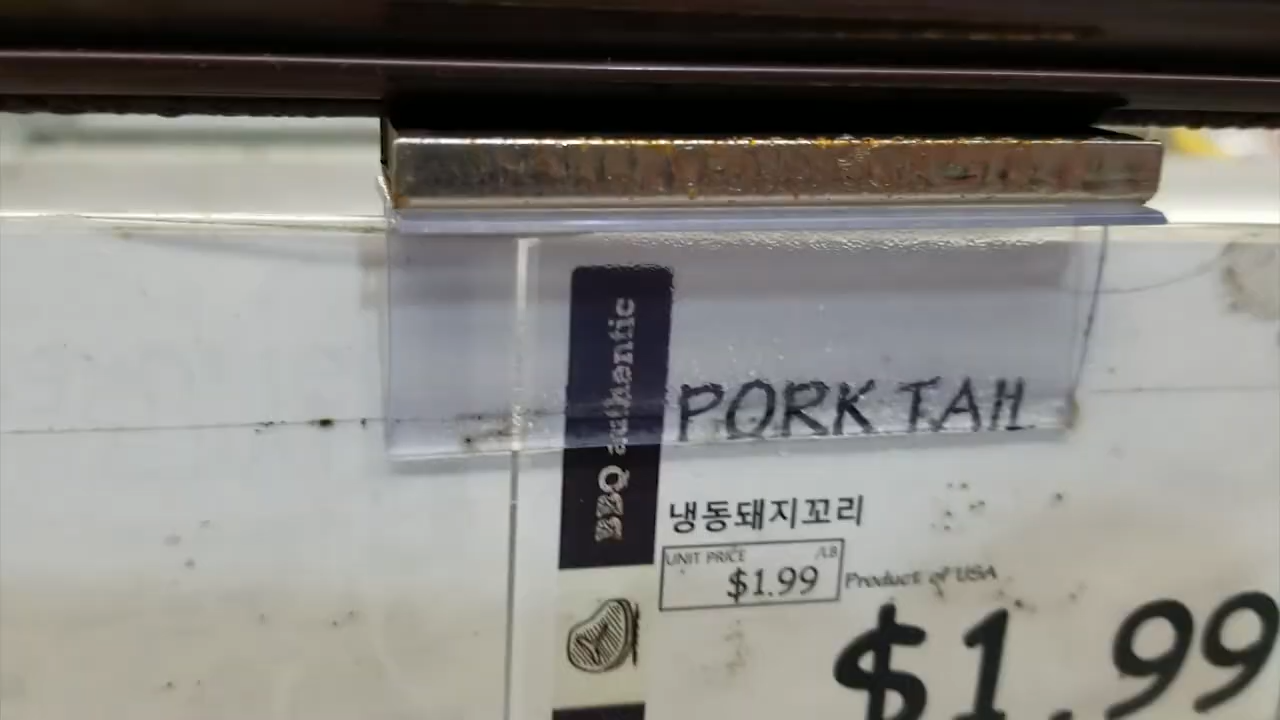 BBQ authentic
PORK TAIL
냉동돼지꼬리
UNIT PRICE /LB
$1.99
Product of USA
$1.99